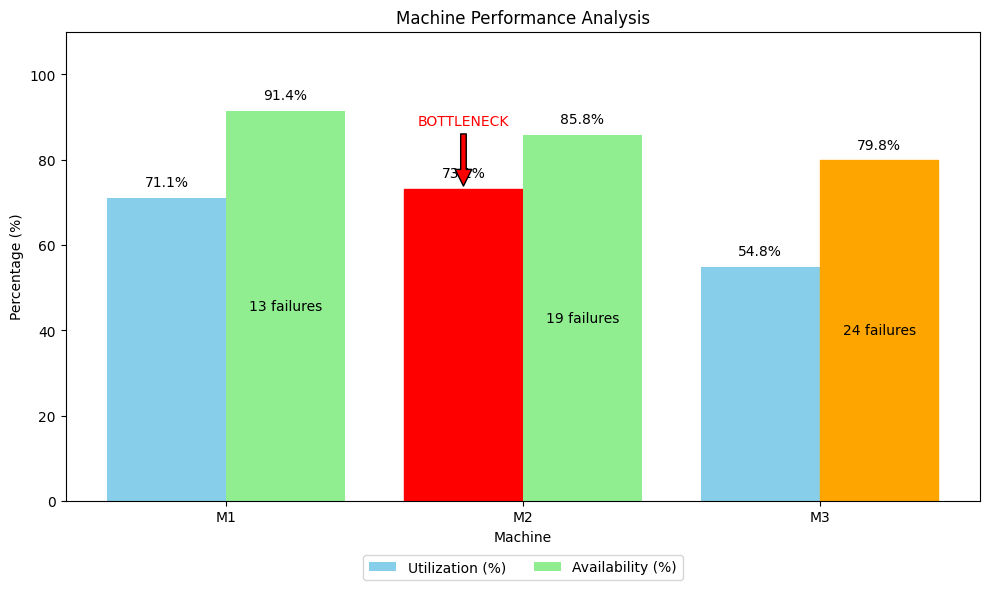 Machine Performance Analysis
Percentage (%)
100
80
60
40
20
0
71.1%
91.4%
13 failures
BOTTLENECK
85.8%
19 failures
54.8%
79.8%
24 failures
M1
M2
M3
Machine
Utilization (%)
Availability (%)